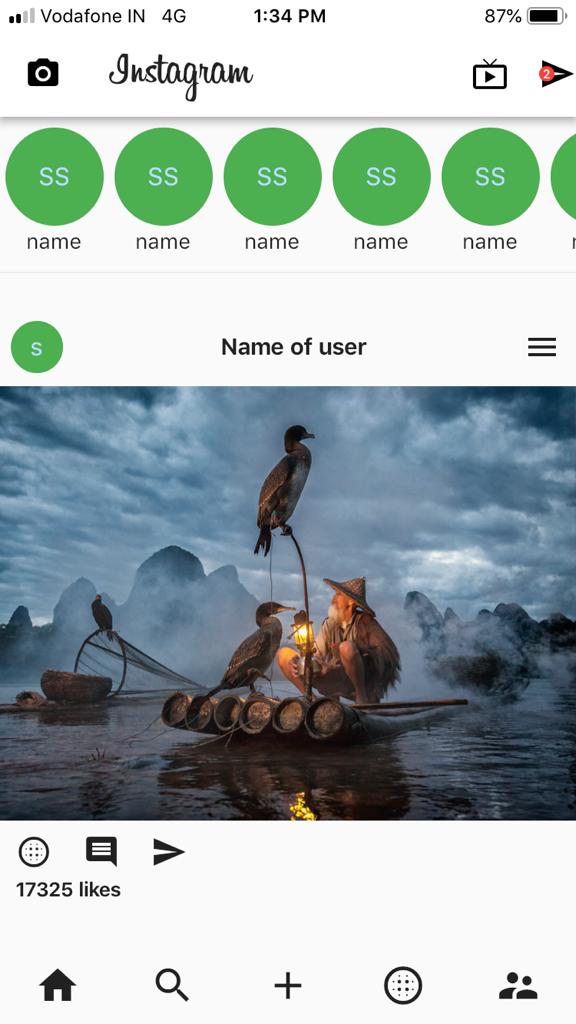 Vodafone IN 4G 1:34 PM 87%
Instagram
2
SS SS SS SS SS
name name name name name
s Name of user
17325 likes